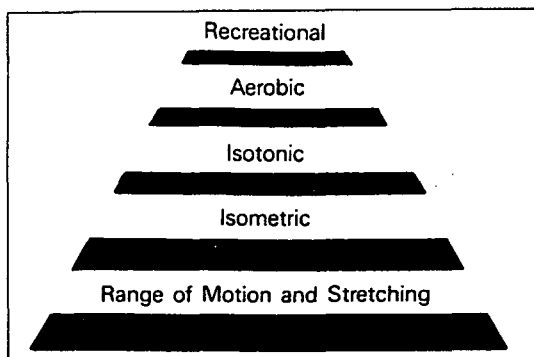 Recreational
Aerobic
Isotonic
Isometric
Range of Motion and Stretching